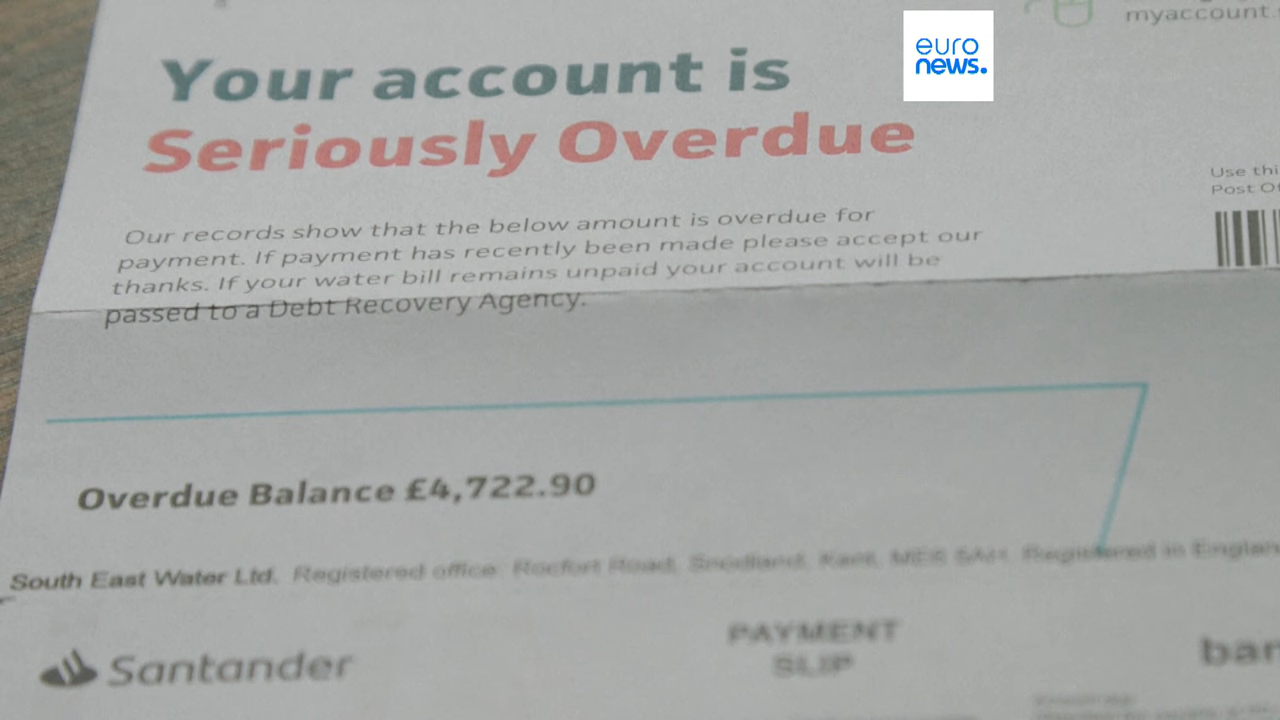 myaccount.
euro
news.
Your account is
Seriously Overdue
Use thi
Post Of
Our records show that the below amount is overdue for
payment. If payment has recently been made please accept our
thanks. If your water bill remains unpaid your account will be
passed to a Debt Recovery Agency.
Overdue Balance £4,722.90
South East Water Ltd. Registered office: Rocfort Road, Snodland, Kent, ME6 5AH. Registered in Englan
Santander
PAYMENT
SLIP
ban